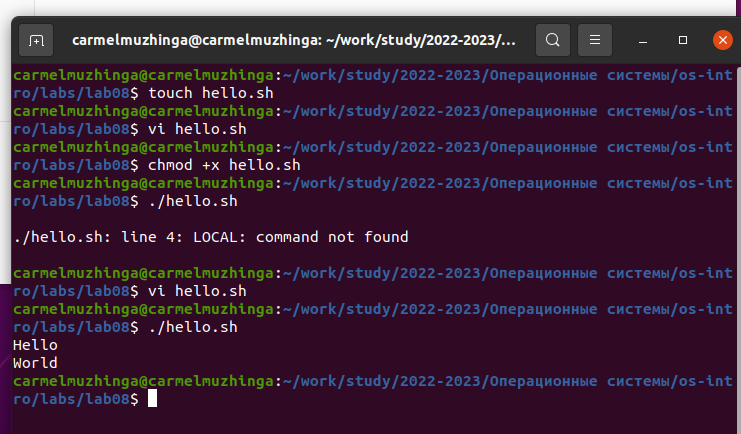 carmelmuzhinga@carmelmuzhinga: ~/work/study/2022-2023/...
carmelmuzhinga@carmelmuzhinga:~/work/study/2022-2023/Операционные системы/os-int
ro/labs/lab08$ touch hello.sh
carmelmuzhinga@carmelmuzhinga:~/work/study/2022-2023/Операционные системы/os-int
ro/labs/lab08$ vi hello.sh
carmelmuzhinga@carmelmuzhinga:~/work/study/2022-2023/Операционные системы/os-int
ro/labs/lab08$ chmod +x hello.sh
carmelmuzhinga@carmelmuzhinga:~/work/study/2022-2023/Операционные системы/os-int
ro/labs/lab08$ ./hello.sh
./hello.sh: line 4: LOCAL: command not found
carmelmuzhinga@carmelmuzhinga:~/work/study/2022-2023/Операционные системы/os-int
ro/labs/lab08$ vi hello.sh
carmelmuzhinga@carmelmuzhinga:~/work/study/2022-2023/Операционные системы/os-int
ro/labs/lab08$ ./hello.sh
Hello
World
carmelmuzhinga@carmelmuzhinga:~/work/study/2022-2023/Операционные системы/os-int
ro/labs/lab08$